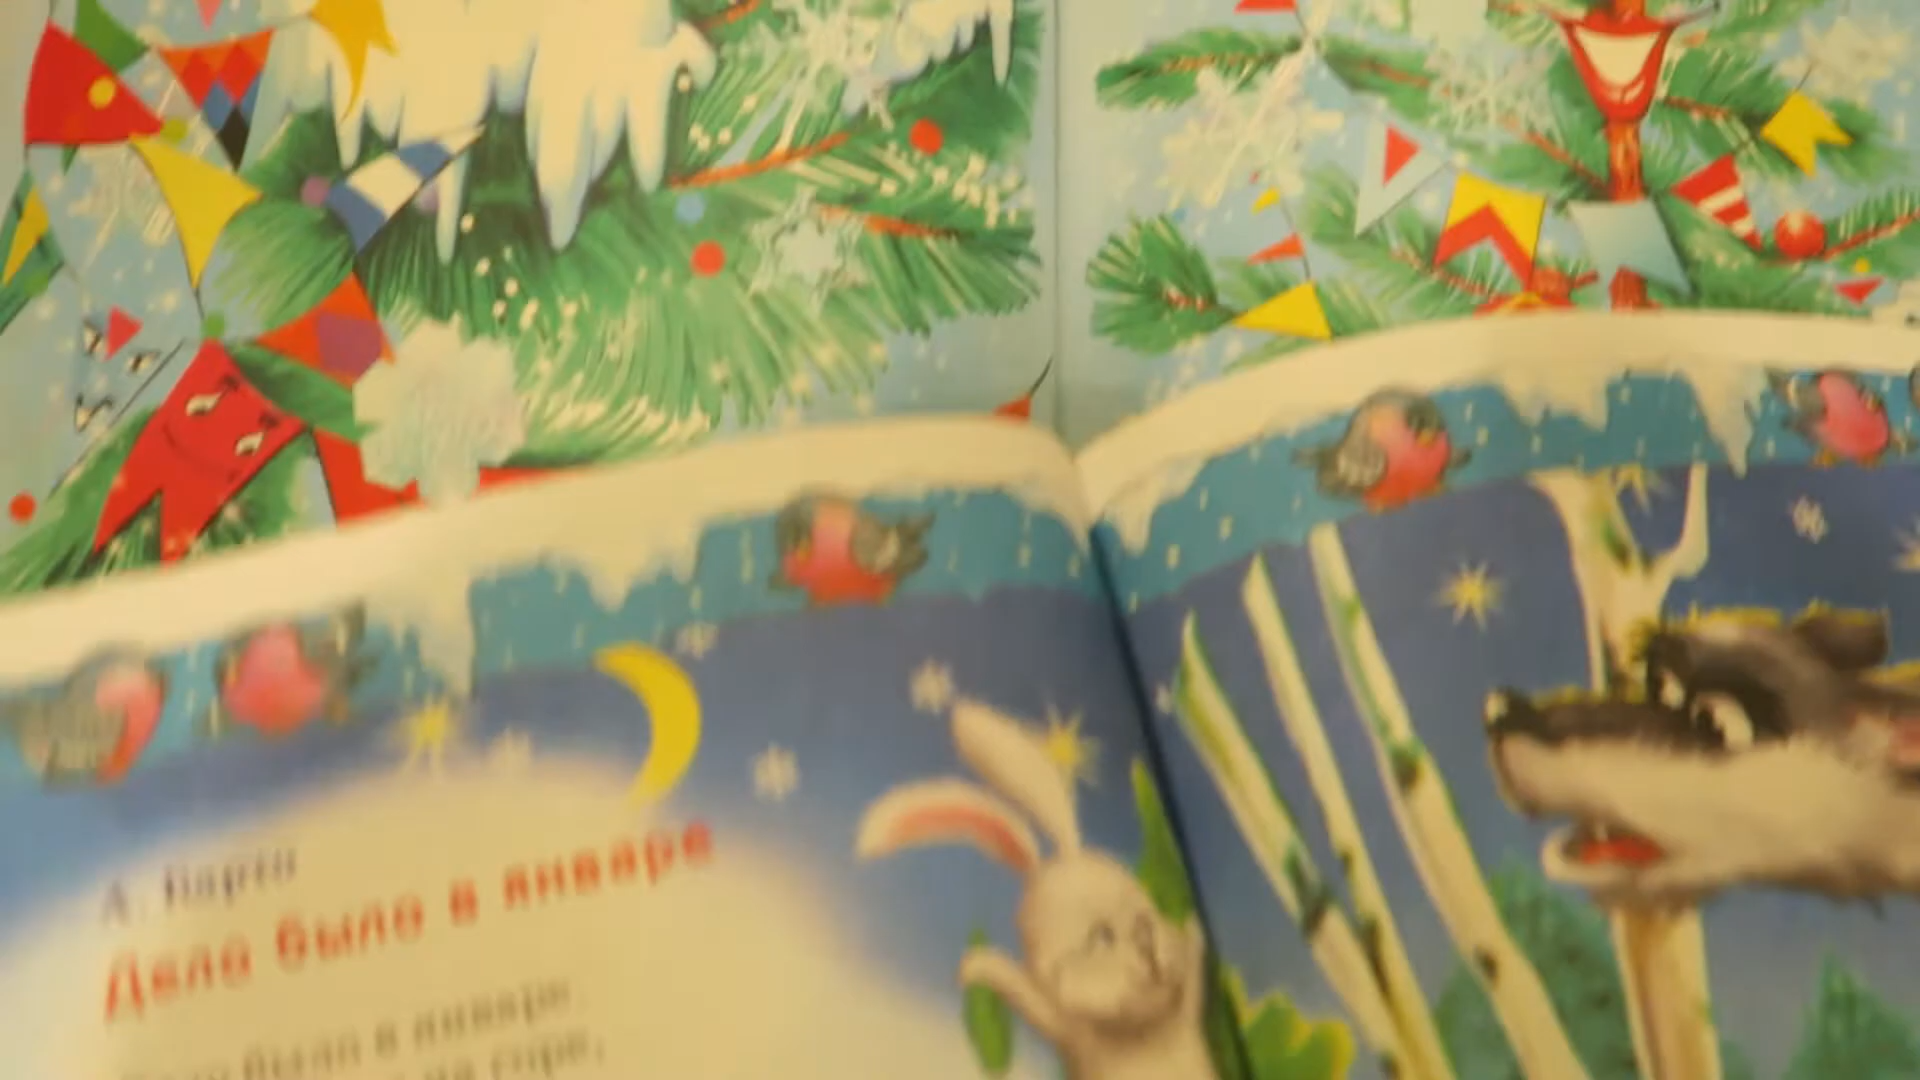 А. Барто
Дело было в январе
Дело было в январе,
на горе,